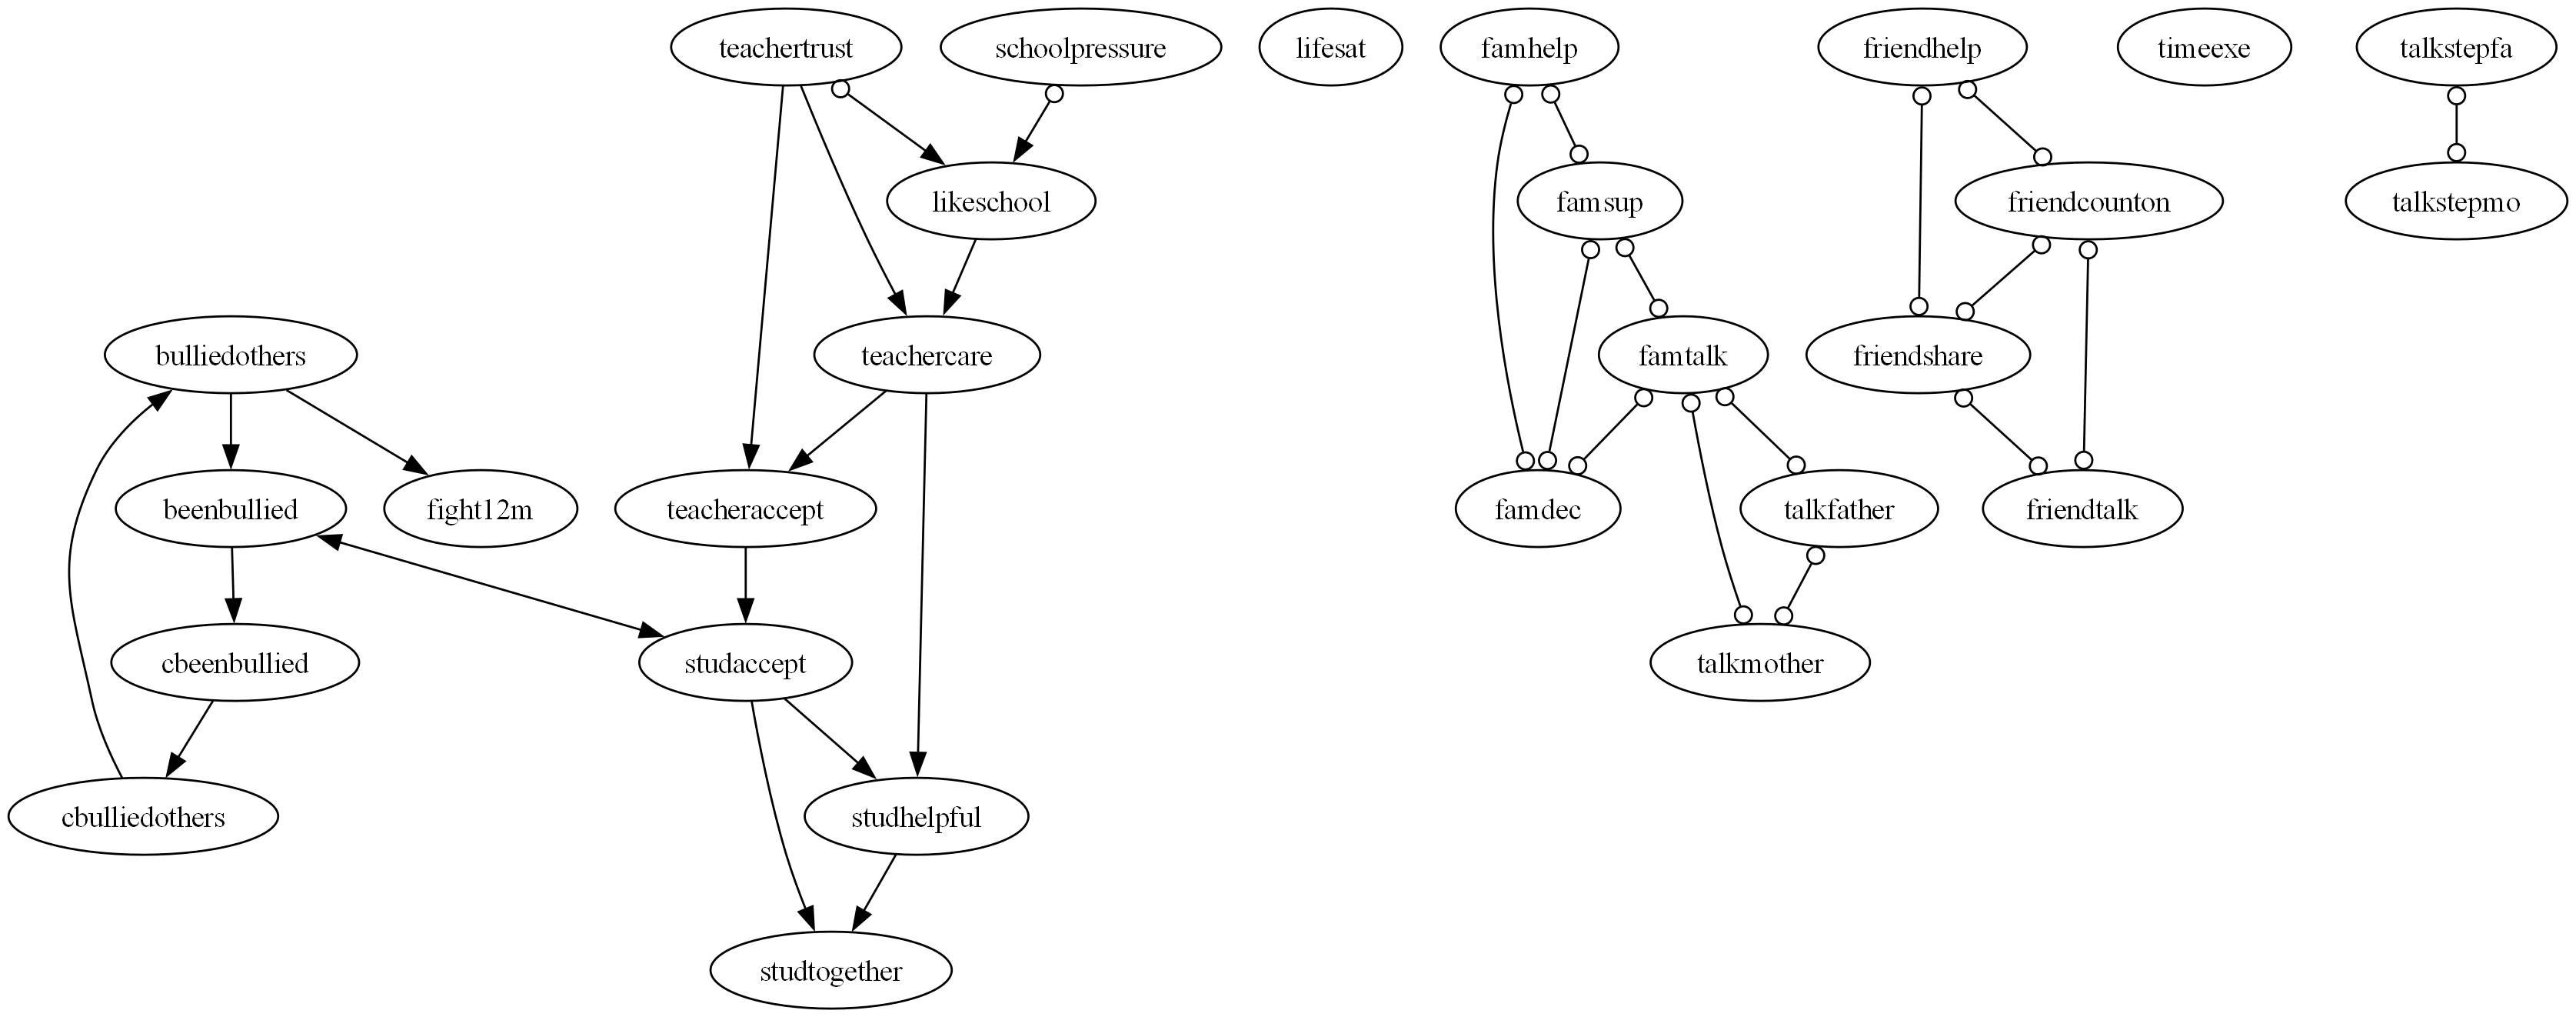 teachertrust
schoolpressure
lifesat
famhelp
friendhelp
timeexe
talkstepfa
likeschool
famsup
friendcounton
talkstepmo
bulliedothers
teachercare
famtalk
friendshare
beenbullied
fight12m
teacheraccept
famdec
talkfather
friendtalk
cbeenbullied
studaccept
talkmother
cbulliedothers
studhelpful
studtogether